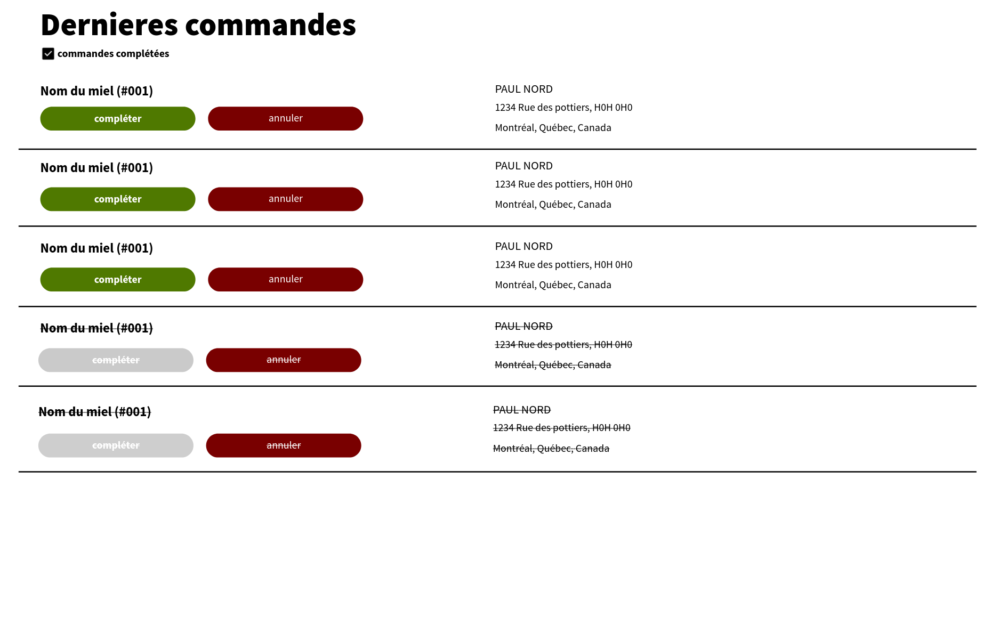 Dernieres commandes
commandes complétées
Nom du miel (#001)
compléter
annuler
PAUL NORD
1234 Rue des pottiers, H0H 0H0
Montréal, Québec, Canada
Nom du miel (#001)
compléter
annuler
PAUL NORD
1234 Rue des pottiers, H0H 0H0
Montréal, Québec, Canada
Nom du miel (#001)
compléter
annuler
PAUL NORD
1234 Rue des pottiers, H0H 0H0
Montréal, Québec, Canada
Nom du miel (#001)
compléter
annuler
PAUL NORD
1234 Rue des pottiers, H0H 0H0
Montréal, Québec, Canada
Nom du miel (#001)
compléter
annuler
PAUL NORD
1234 Rue des pottiers, H0H 0H0
Montréal, Québec, Canada